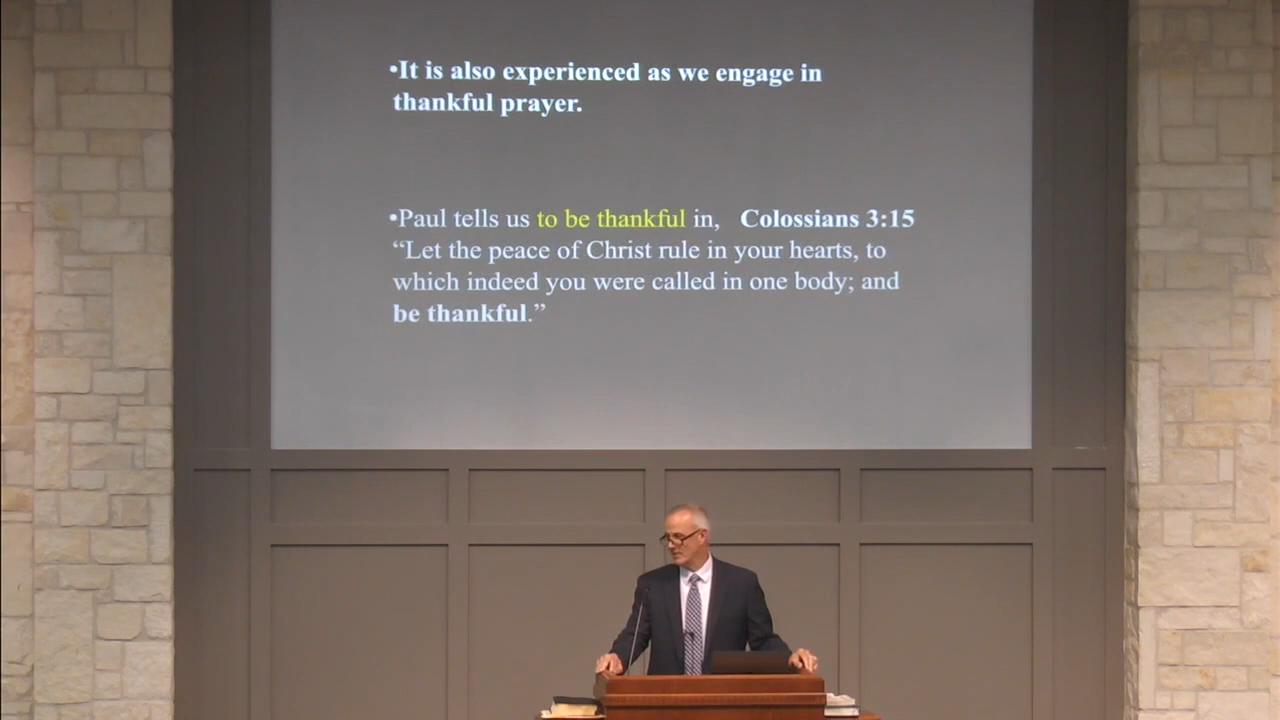 •It is also experienced as we engage in
thankful prayer.
•Paul tells us to be thankful in, Colossians 3:15
“Let the peace of Christ rule in your hearts, to
which indeed you were called in one body; and
be thankful.”